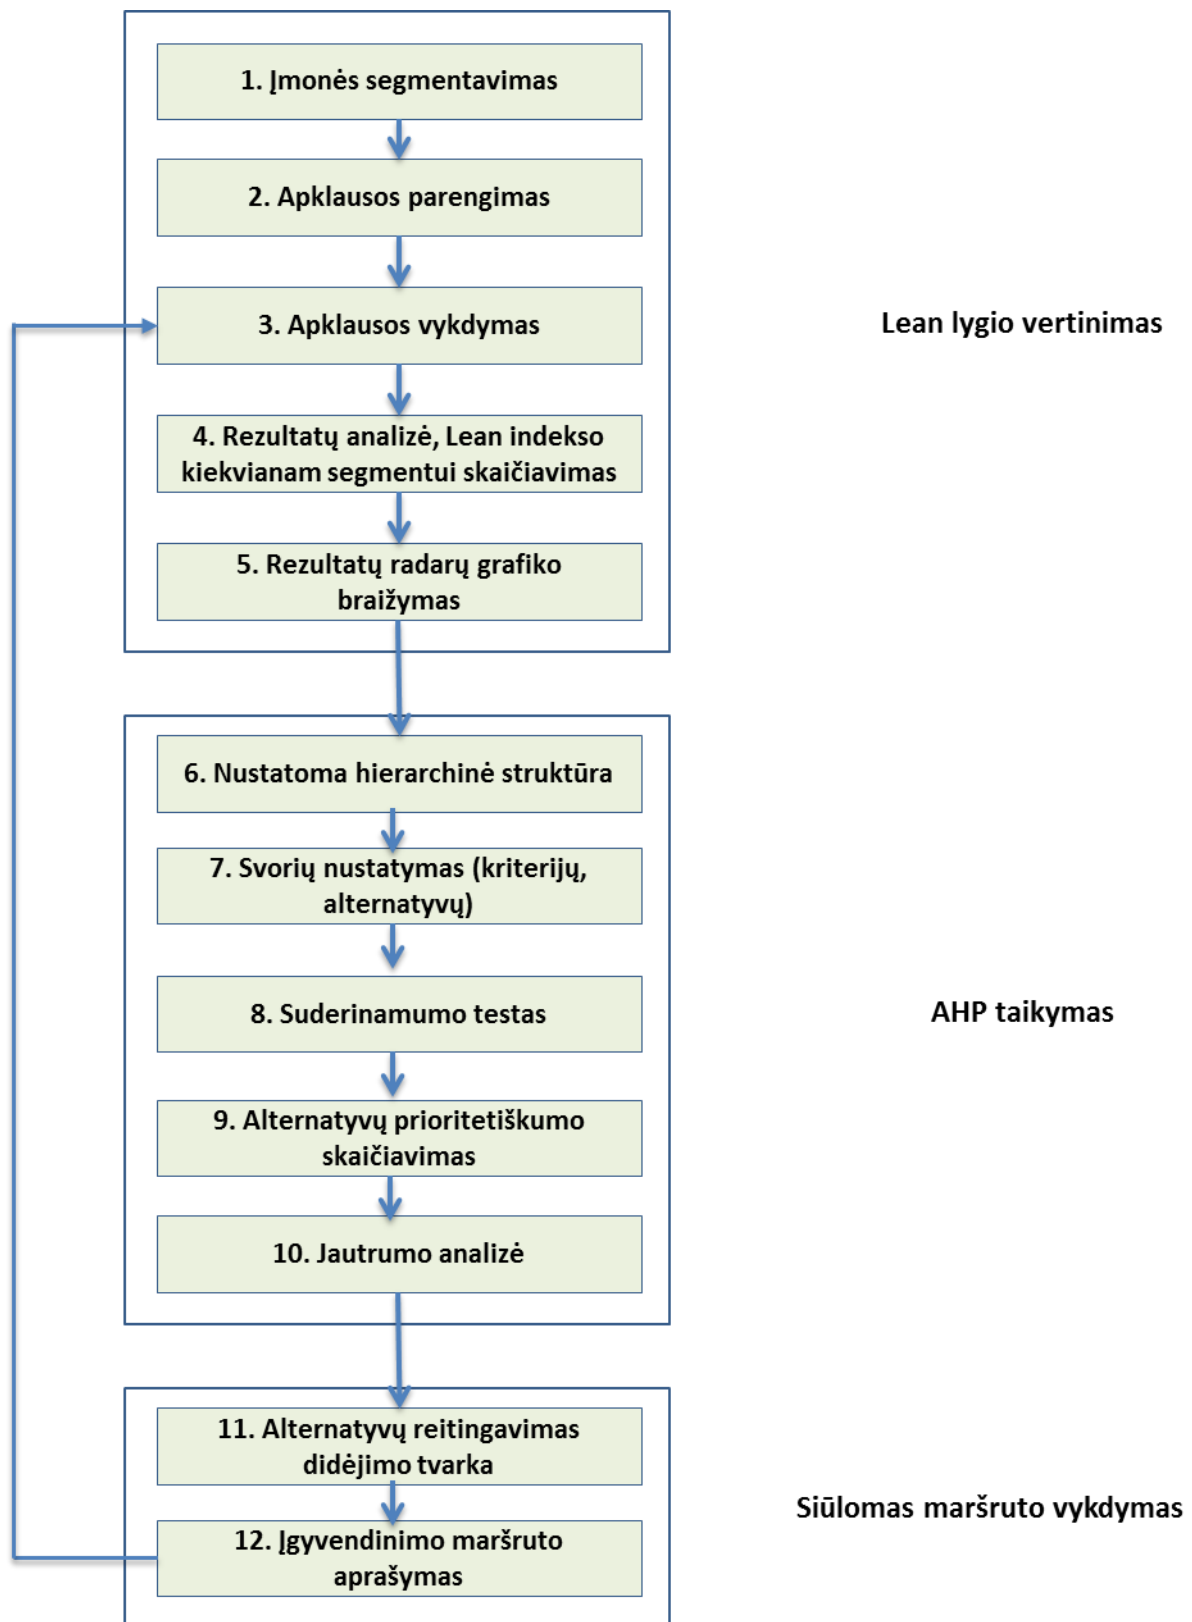 1. Įmonės segmentavimas
2. Apklausos parengimas
3. Apklausos vykdymas
Lean lygio vertinimas
4. Rezultatų analizė, Lean indekso
kiekvianam segmentui skaičiavimas
5. Rezultatų radarų grafiko
braižymas
6. Nustatoma hierarchinė struktūra
7. Svorių nustatymas (kriterijų,
alternatyvų)
8. Suderinamumo testas
AHP taikymas
9. Alternatyvų prioritetiškumo
skaičiavimas
10. Jautrumo analizė
11. Alternatyvų reitingavimas
didėjimo tvarka
Siūlomas maršruto vykdymas
12. Įgyvendinimo maršruto
aprašymas